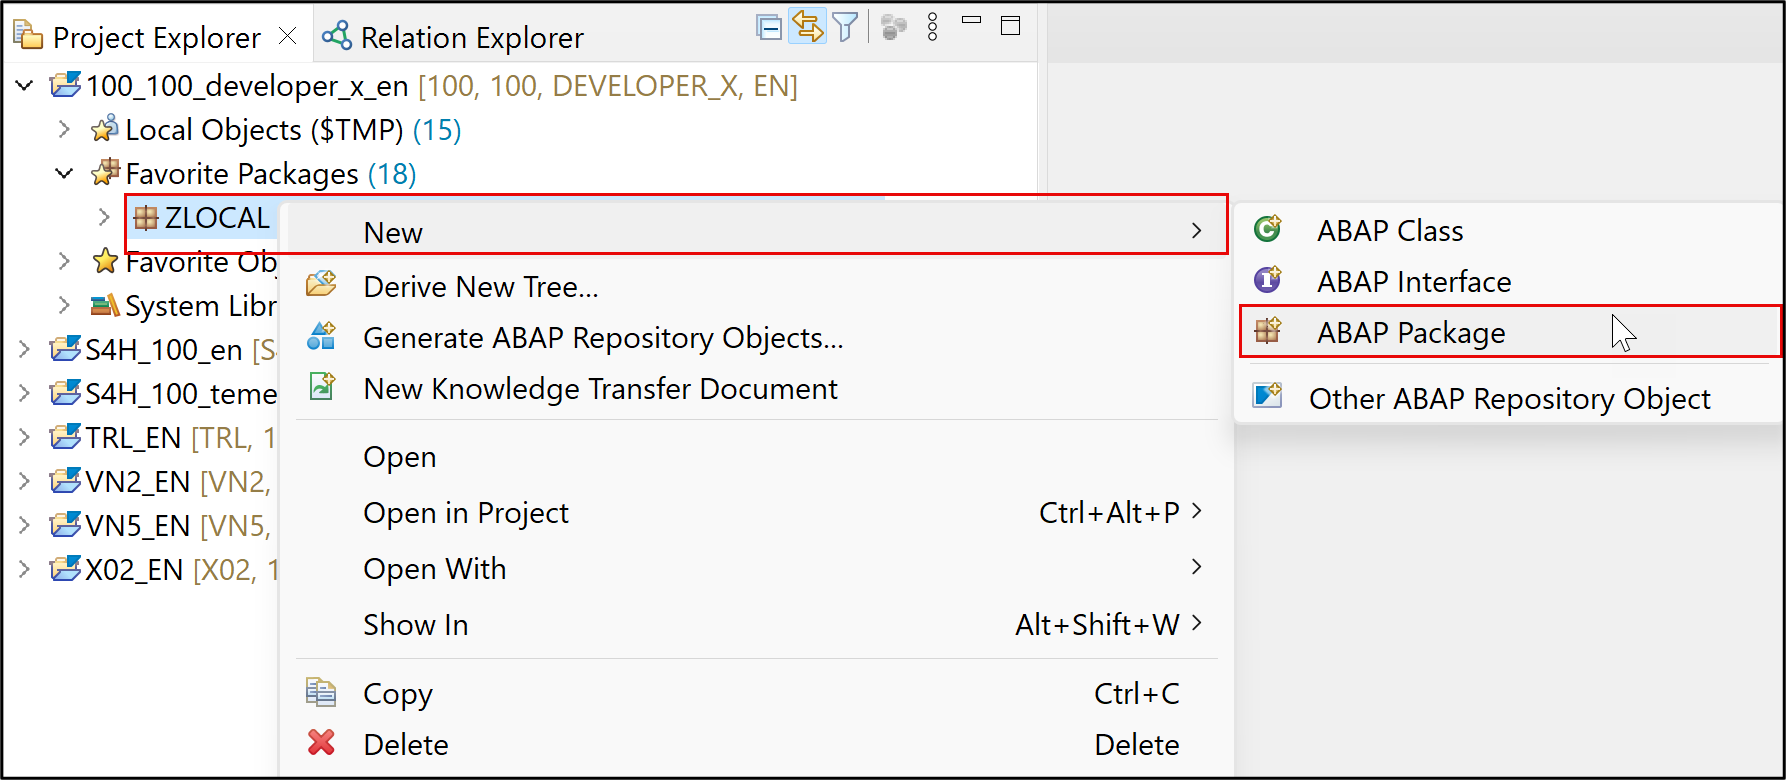 Project Explorer
Relation Explorer
100_100_developer_x_en [100, 100, DEVELOPER_X, EN]
Local Objects ($TMP) (15)
Favorite Packages (18)
ZLOCAL
Favorite Obj
System Libr
S4H_100_en [S4
S4H_100_teme
TRL_EN [TRL, 1
VN2_EN [VN2,
VN5_EN [VN5,
X02_EN [X02, 1
New
Derive New Tree...
Generate ABAP Repository Objects...
New Knowledge Transfer Document
Open
Open in Project Ctrl+Alt+P
Open With
Show In Alt+Shift+W
Copy Ctrl+C
Delete Delete
ABAP Class
ABAP Interface
ABAP Package
Other ABAP Repository Object